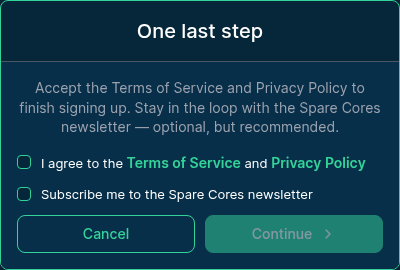 One last step
Accept the Terms of Service and Privacy Policy to
finish signing up. Stay in the loop with the Spare Cores
newsletter — optional, but recommended.
I agree to the Terms of Service and Privacy Policy
Subscribe me to the Spare Cores newsletter
Cancel
Continue